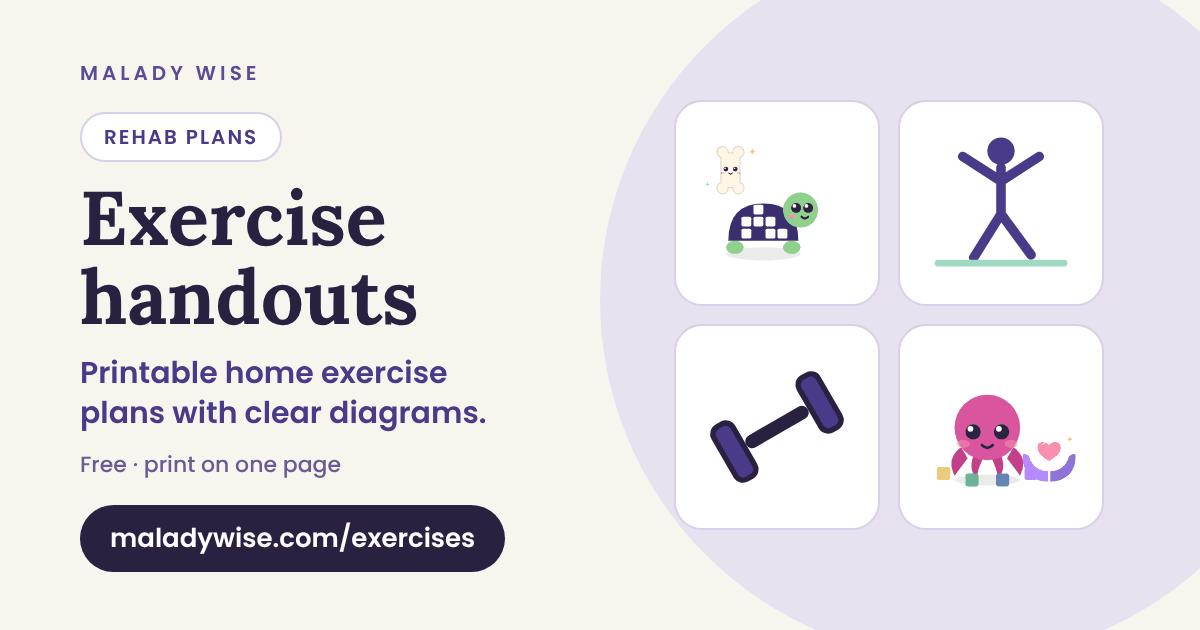 MALADY WISE
REHAB PLANS
Exercise
handouts
Printable home exercise
plans with clear diagrams.
Free · print on one page
maladywise.com/exercises